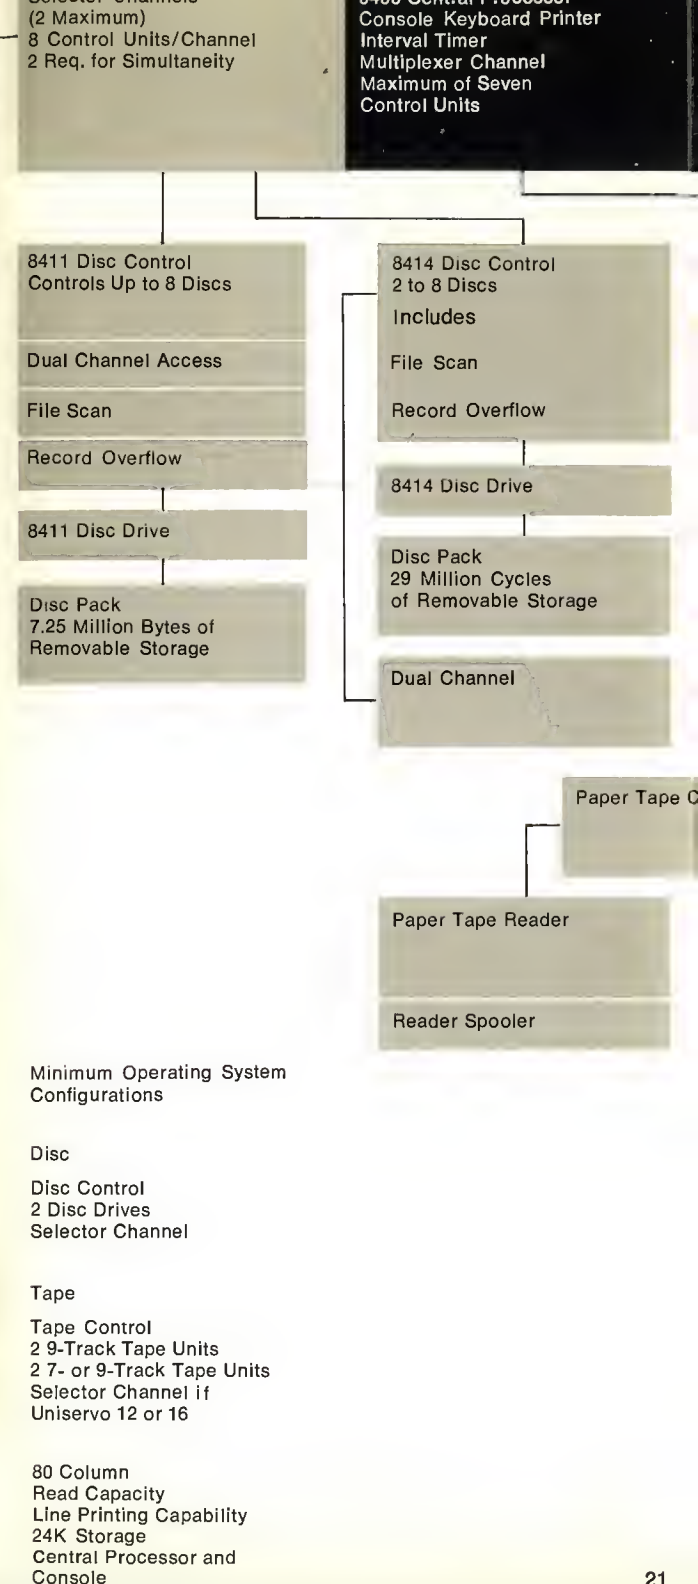 Selector Channels
(2 Maximum)
8 Control Units/Channel
2 Req. for Simultaneity
Central Processor
Console Keyboard Printer
Interval Timer
Multiplexer Channel
Maximum of Seven
Control Units
8411 Disc Control
Controls Up to 8 Discs
Dual Channel Access
File Scan
Record Overflow
8411 Disc Drive
Disc Pack
7.25 Million Bytes of
Removable Storage
8414 Disc Control
2 to 8 Discs
Includes
File Scan
Record Overflow
8414 Disc Drive
Disc Pack
29 Million Cycles
of Removable Storage
Dual Channel
Paper Tape C
Paper Tape Reader
Reader Spooler
Minimum Operating System
Configurations
Disc
Disc Control
2 Disc Drives
Selector Channel
Tape
Tape Control
2 9-Track Tape Units
2 7- or 9-Track Tape Units
Selector Channel if
Uniservo 12 or 16
80 Column
Read Capacity
Line Printing Capability
24K Storage
Central Processor and
Console
21